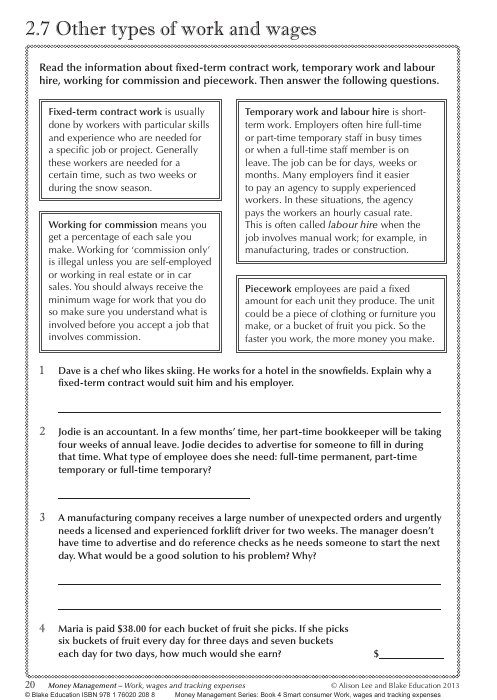 2.7 Other types of work and wages
Read the information about fixed-term contract work, temporary work and labour
hire, working for commission and piecework. Then answer the following questions.
Fixed-term contract work is usually
done by workers with particular skills
and experience who are needed for
a specific job or project. Generally
these workers are needed for a
certain time, such as two weeks or
during the snow season.
Working for commission means you
get a percentage of each sale you
make. Working for ‘commission only’
is illegal unless you are self-employed
or working in real estate or in car
sales. You should always receive the
minimum wage for work that you do
so make sure you understand what is
involved before you accept a job that
involves commission.
Temporary work and labour hire is short-
term work. Employers often hire full-time
or part-time temporary staff in busy times
or when a full-time staff member is on
leave. The job can be for days, weeks or
months. Many employers find it easier
to pay an agency to supply experienced
workers. In these situations, the agency
pays the workers an hourly casual rate.
This is often called labour hire when the
job involves manual work; for example, in
manufacturing, trades or construction.
Piecework employees are paid a fixed
amount for each unit they produce. The unit
could be a piece of clothing or furniture you
make, or a bucket of fruit you pick. So the
faster you work, the more money you make.
1 Dave is a chef who likes skiing. He works for a hotel in the snowfields. Explain why a
fixed-term contract would suit him and his employer.
2 Jodie is an accountant. In a few months’ time, her part-time bookkeeper will be taking
four weeks of annual leave. Jodie decides to advertise for someone to fill in during
that time. What type of employee does she need: full-time permanent, part-time
temporary or full-time temporary?
3 A manufacturing company receives a large number of unexpected orders and urgently
needs a licensed and experienced forklift driver for two weeks. The manager doesn’t
have time to advertise and do reference checks as he needs someone to start the next
day. What would be a good solution to his problem? Why?
4 Maria is paid $38.00 for each bucket of fruit she picks. If she picks
six buckets of fruit every day for three days and seven buckets
each day for two days, how much would she earn? $
20 Money Management – Work, wages and tracking expenses © Alison Lee and Blake Education 2013
© Blake Education ISBN 978 1 76020 208 8 Money Management Series: Book 4 Smart consumer Work, wages and tracking expenses